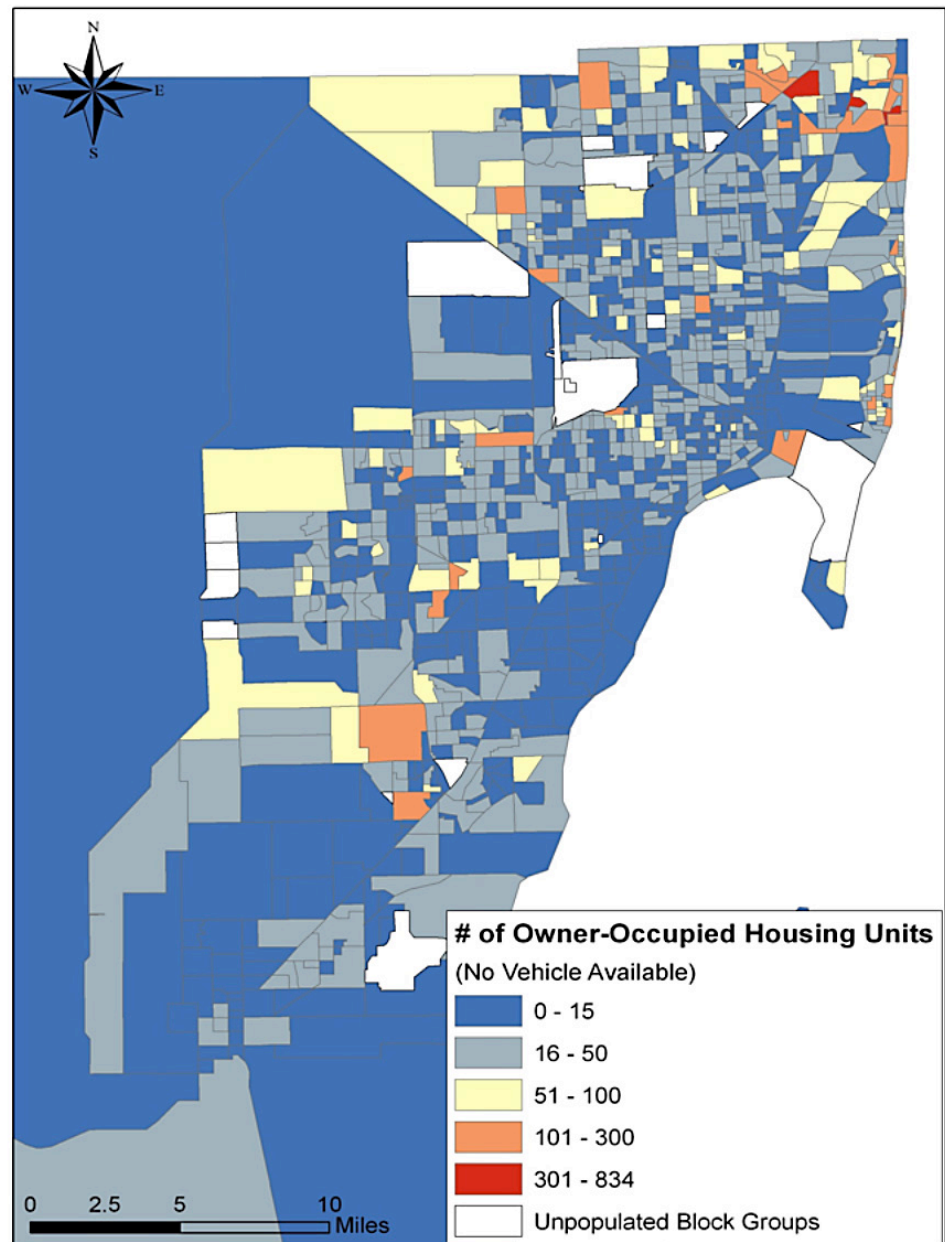 N
W E
S
# of Owner-Occupied Housing Units
(No Vehicle Available)
0 - 15
16 - 50
51 - 100
101 - 300
301 - 834
Unpopulated Block Groups
0 2.5 5 10
Miles